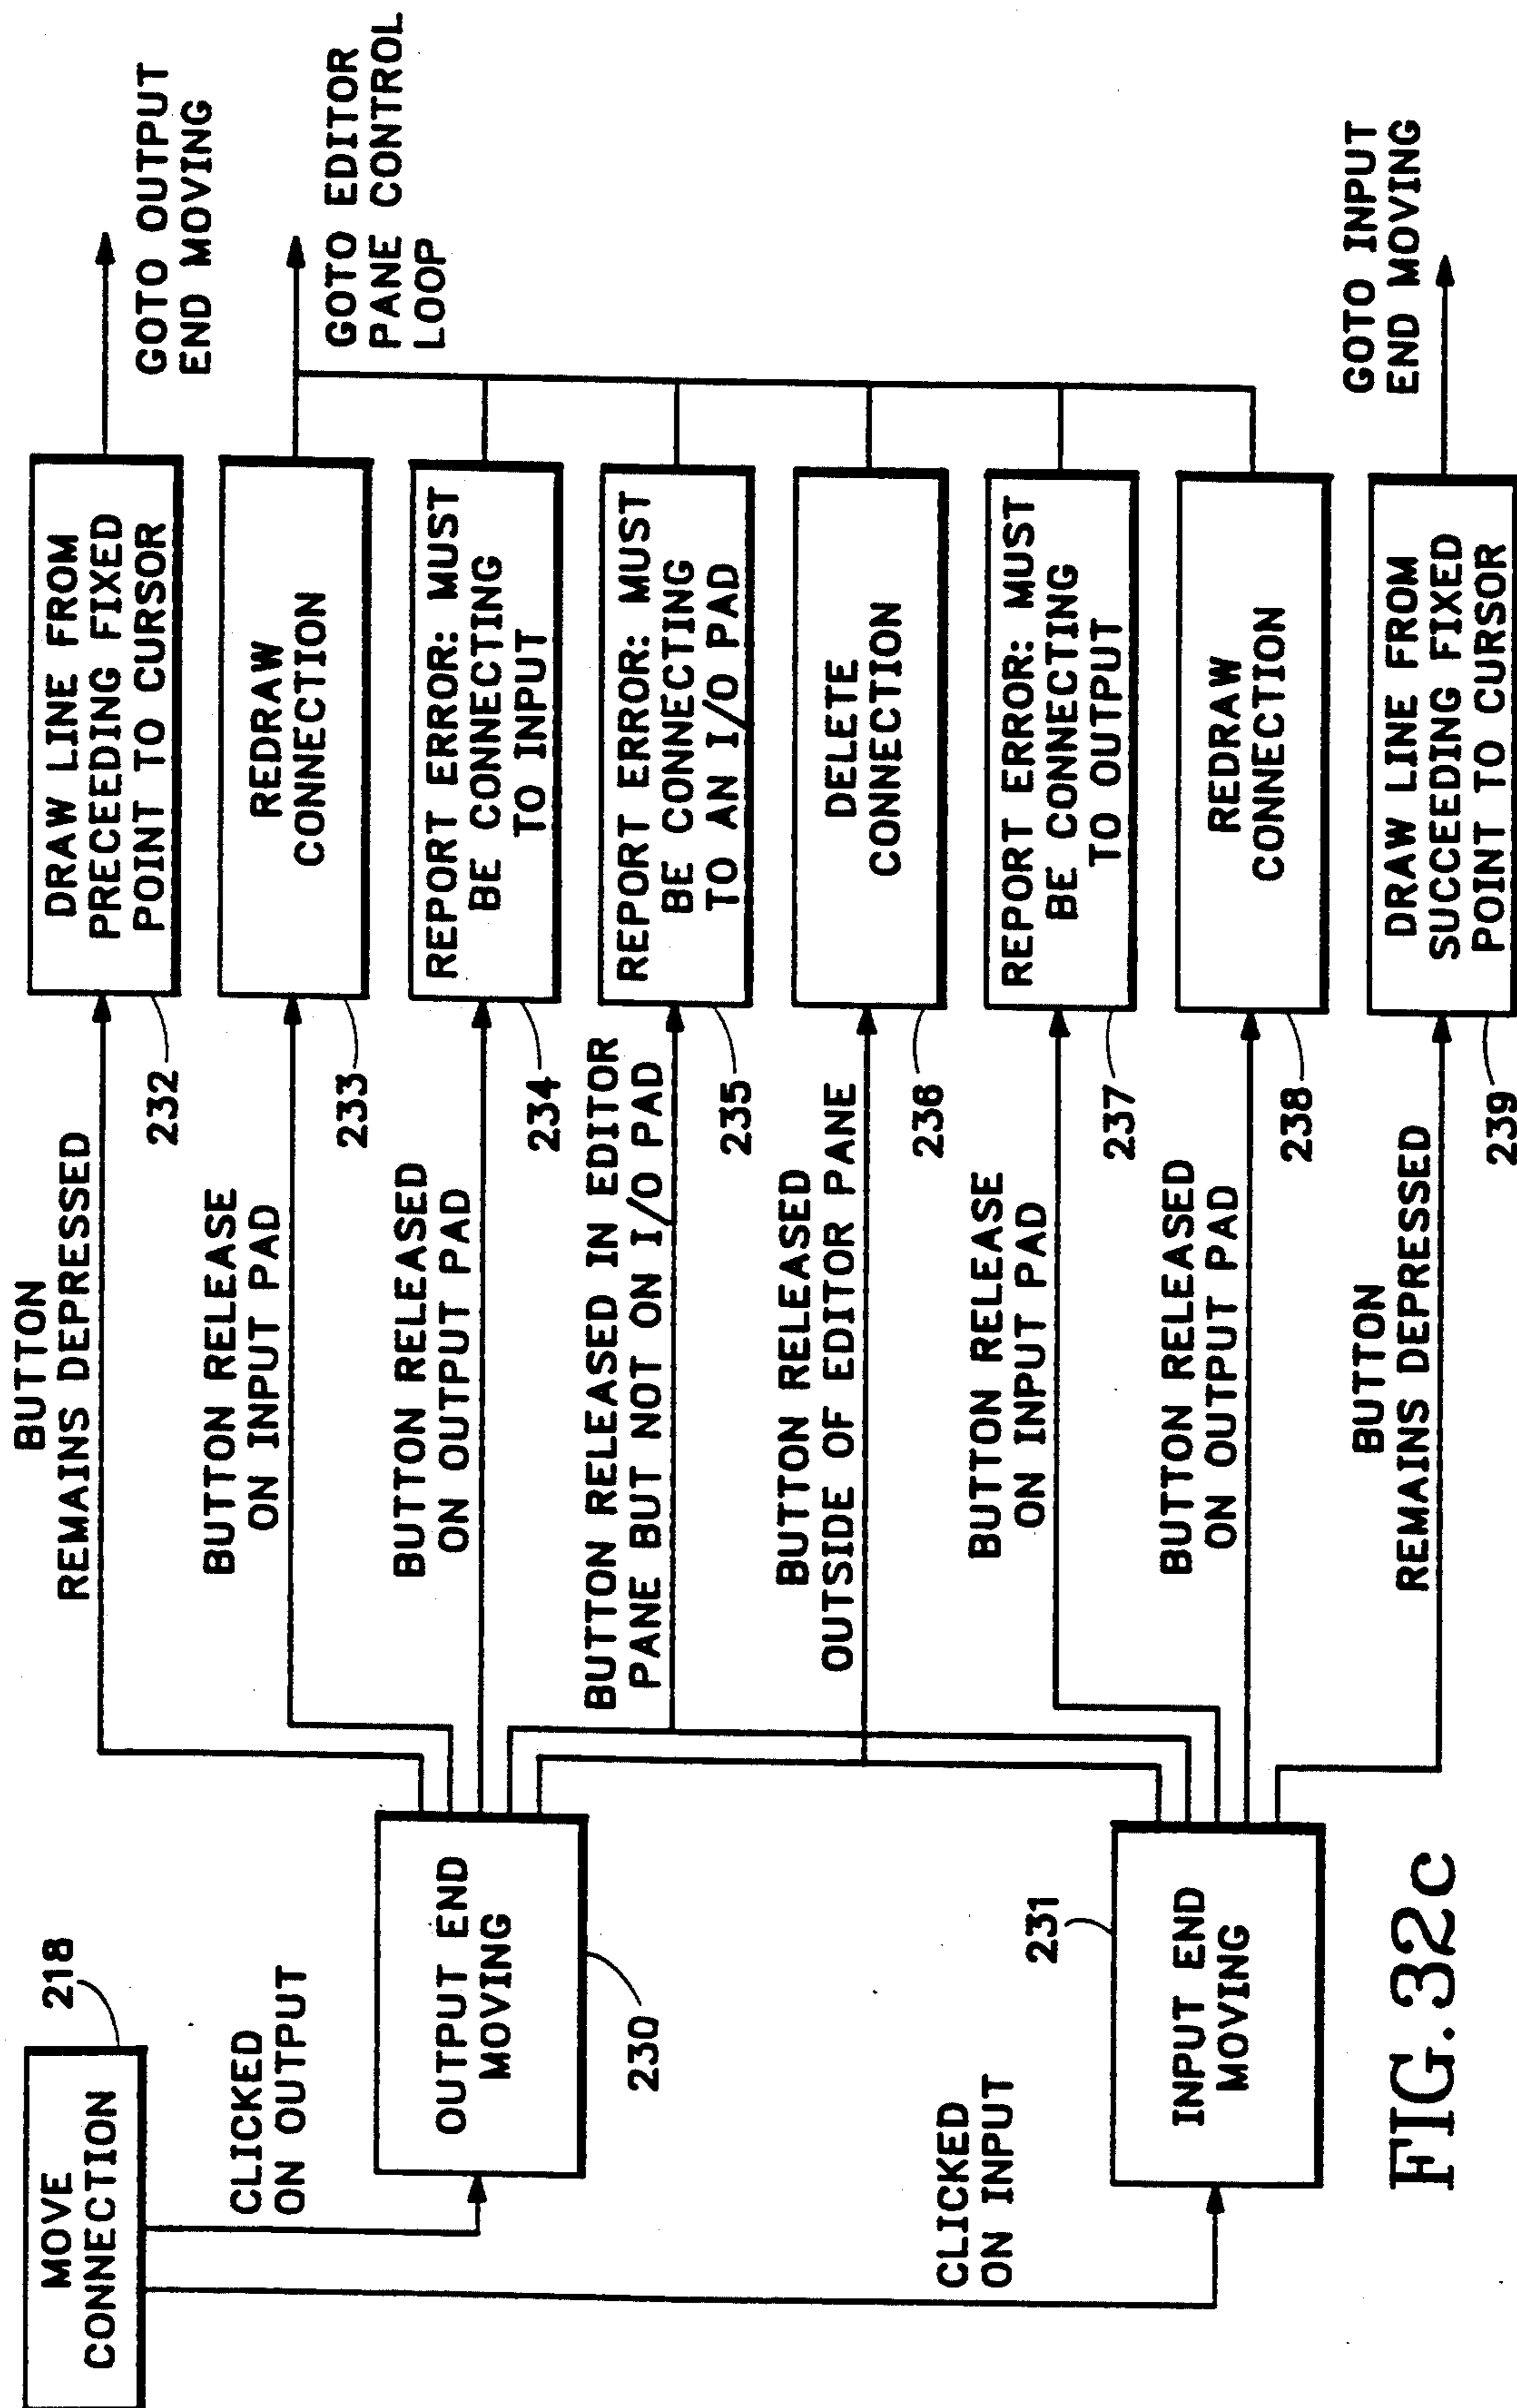 MOVE
CONNECTION
218
CLICKED
ON OUTPUT
CLICKED
ON INPUT
OUTPUT END
MOVING
230
INPUT END
MOVING
231
BUTTON
REMAINS DEPRESSED
BUTTON RELEASE
ON INPUT PAD
BUTTON RELEASED
ON OUTPUT PAD
BUTTON RELEASED IN EDITOR
PANE BUT NOT ON I/O PAD
BUTTON RELEASED
OUTSIDE OF EDITOR PANE
BUTTON RELEASE
ON INPUT PAD
BUTTON RELEASED
ON OUTPUT PAD
BUTTON
REMAINS DEPRESSED
DRAW LINE FROM
PRECEEDING FIXED
POINT TO CURSOR
232
REDRAW
CONNECTION
233
REPORT ERROR: MUST
BE CONNECTING
TO INPUT
234
REPORT ERROR: MUST
BE CONNECTING
TO AN I/O PAD
235
DELETE
CONNECTION
236
REPORT ERROR: MUST
BE CONNECTING
TO OUTPUT
237
REDRAW
CONNECTION
238
DRAW LINE FROM
SUCCEEDING FIXED
POINT TO CURSOR
239
GOTO OUTPUT
END MOVING
GOTO EDITOR
PANE CONTROL
LOOP
GOTO INPUT
END MOVING
FIG. 32c